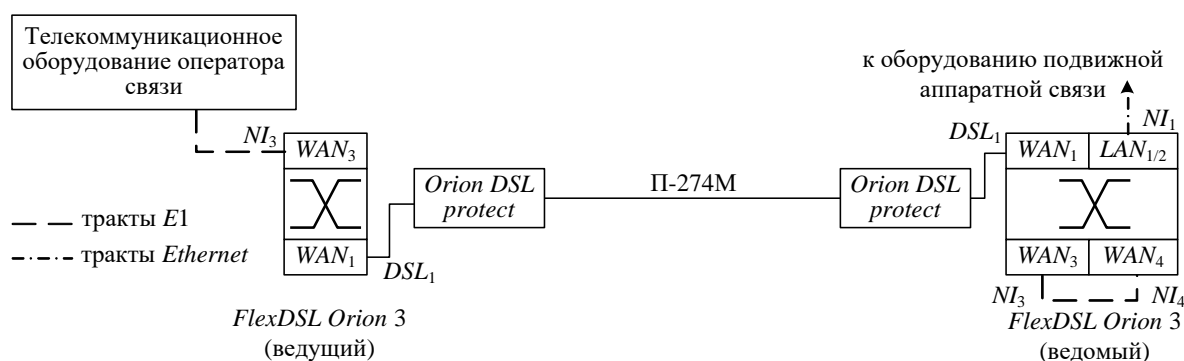 Телекоммуникационное
оборудование оператора
связи
к оборудованию подвижной
аппаратной связи
NI3
WAN3
DSL1
NI1
WAN1
LAN1/2
Orion DSL
protect
П-274М
Orion DSL
protect
тракты E1
тракты Ethernet
WAN1
DSL1
WAN3
WAN4
NI3
NI4
FlexDSL Orion 3
(ведущий)
FlexDSL Orion 3
(ведомый)